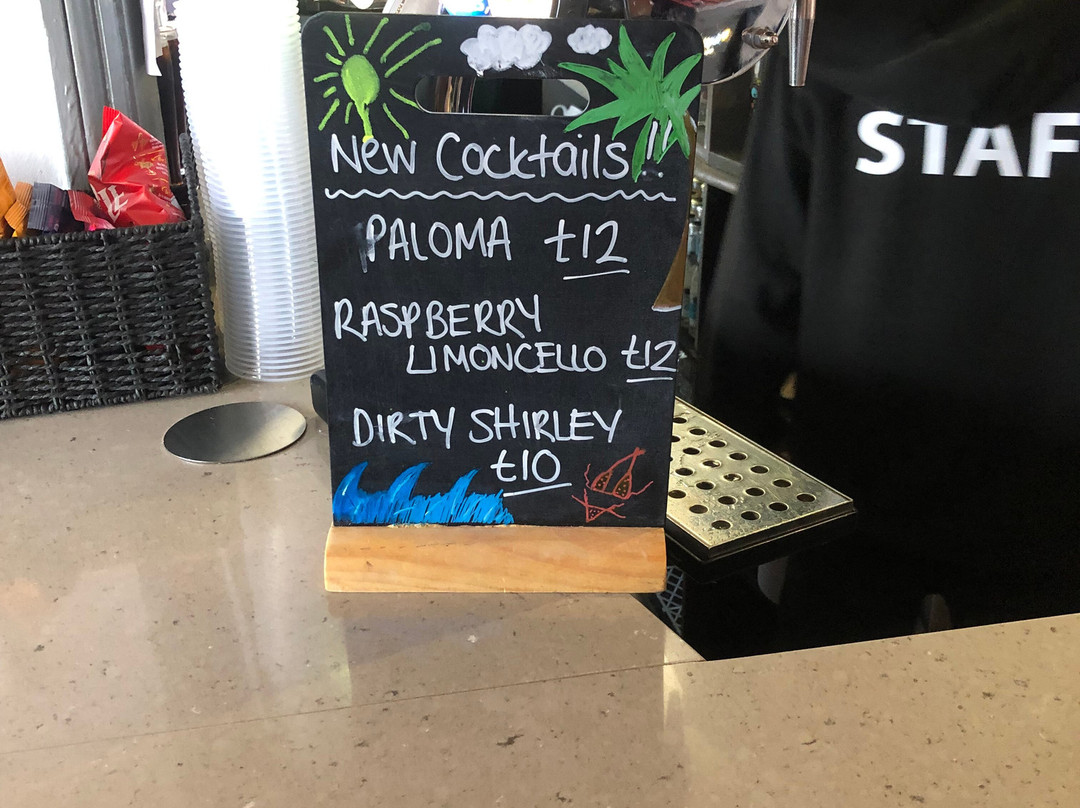 New Cocktails!!
PALOMA £12
RASPBERRY
LIMONCELLO £12
DIRTY SHIRLEY
£10
STAF